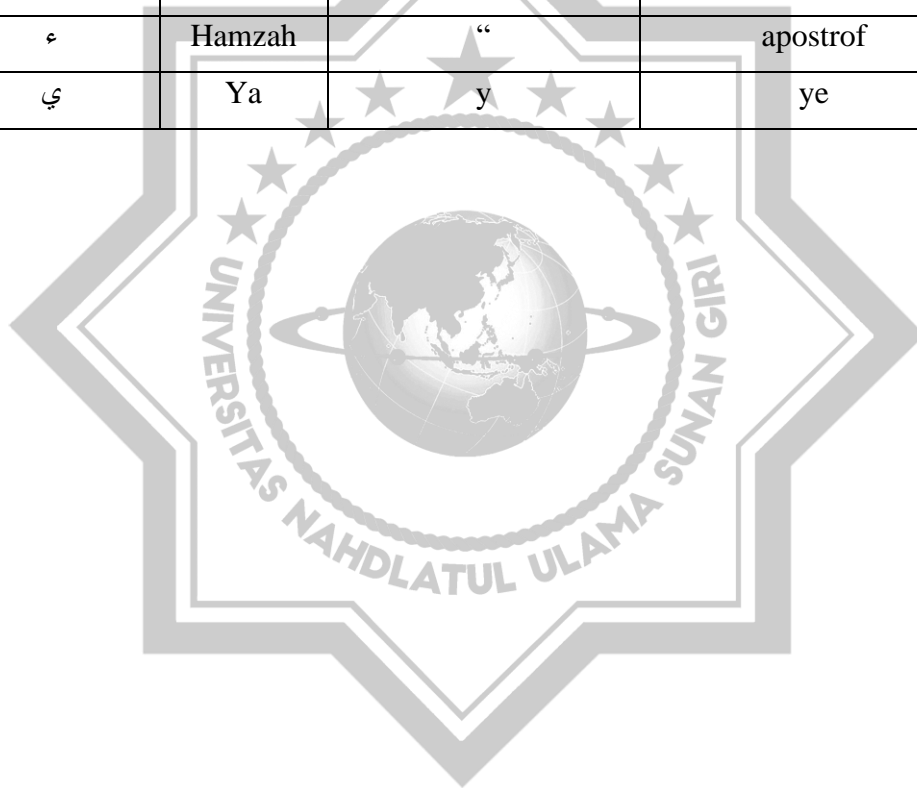 ء Hamzah “ apostrof
ي Ya y ye
UNIVERSITAS NAHDLATUL ULAMA SUNAN GIRI